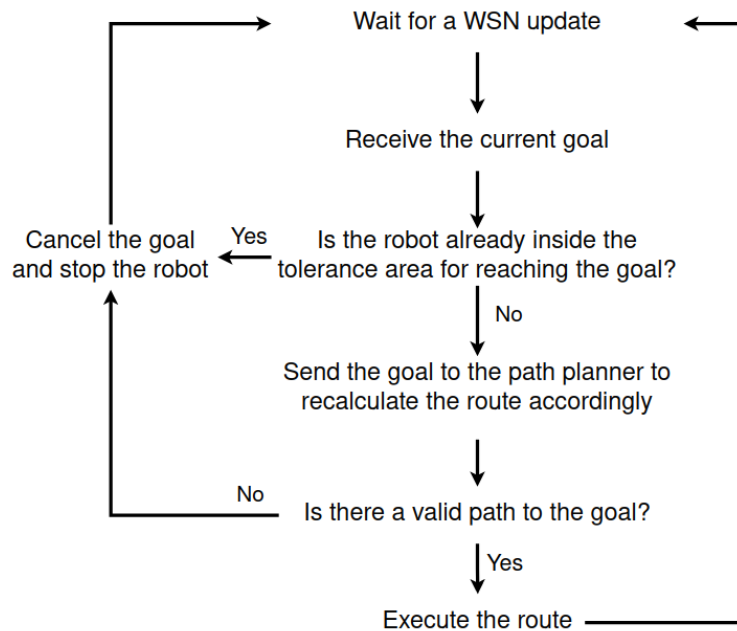 Wait for a WSN update
Receive the current goal
Cancel the goal
and stop the robot
Yes
Is the robot already inside the
tolerance area for reaching the goal?
No
Send the goal to the path planner to
recalculate the route accordingly
No
Is there a valid path to the goal?
Yes
Execute the route